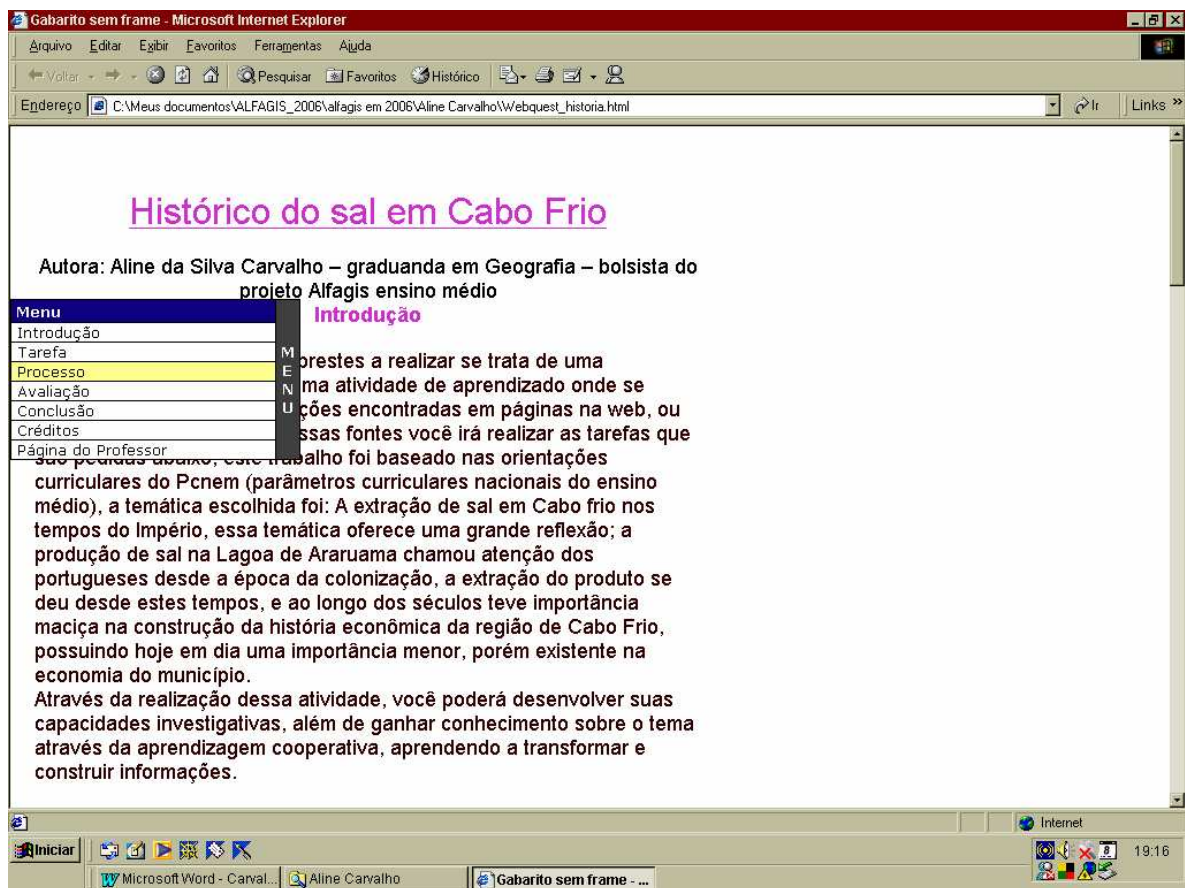 Gabarito sem frame - Microsoft Internet Explorer
Arquivo Editar Exibir Favoritos Ferramentas Ajuda
Voltar Pesquisar Favoritos Histórico
Endereço C:\Meus documentos\ALFAGIS_2006\alfagis em 2006\Aline Carvalho\Webquest_historia.html Ir Links »
Histórico do sal em Cabo Frio
Autora: Aline da Silva Carvalho – graduanda em Geografia – bolsista do
projeto Alfagis ensino médio
Introdução
Menu
Introdução
Tarefa
Processo
Avaliação
Conclusão
Créditos
Página do Professor
MENU
prestes a realizar se trata de uma
ma atividade de aprendizado onde se
ções encontradas em páginas na web, ou
ssas fontes você irá realizar as tarefas que
são pedidas abaixo, este trabalho foi baseado nas orientações
curriculares do Pcnem (parâmetros curriculares nacionais do ensino
médio), a temática escolhida foi: A extração de sal em Cabo frio nos
tempos do Império, essa temática oferece uma grande reflexão; a
produção de sal na Lagoa de Araruama chamou atenção dos
portugueses desde a época da colonização, a extração do produto se
deu desde estes tempos, e ao longo dos séculos teve importância
maciça na construção da história econômica da região de Cabo Frio,
possuindo hoje em dia uma importância menor, porém existente na
economia do município.
Através da realização dessa atividade, você poderá desenvolver suas
capacidades investigativas, além de ganhar conhecimento sobre o tema
através da aprendizagem cooperativa, aprendendo a transformar e
construir informações.
Internet
Iniciar 8 19:16
Microsoft Word - Carval... Aline Carvalho Gabarito sem frame - ...